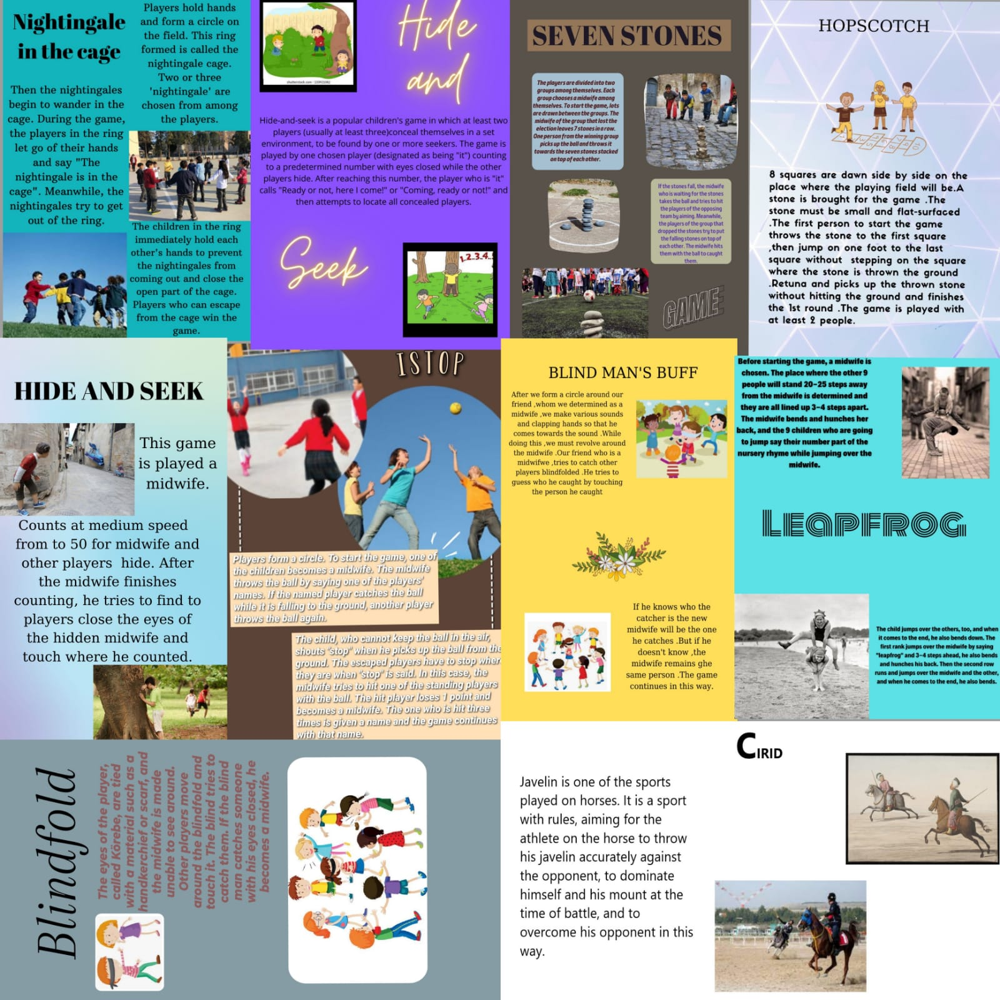 Nightingale
in the cage
Players hold hands
and form a circle on
the field. This ring
formed is called the
nightingale cage.
Two or three
'nightingale' are
chosen from among
the players.
Then the nightingales
begin to wander in the
cage. During the game,
the players in the ring
let go of their hands
and say "The
nightingale is in the
cage". Meanwhile, the
nightingales try to get
out of the ring.
The children in the ring
immediately hold each
other's hands to prevent
the nightingales from
coming out and close the
open part of the cage.
Players who can escape
from the cage win the
game.
shutterstock.com · 133921082
Hide
and
Hide-and-seek is a popular children's game in which at least two
players (usually at least three)conceal themselves in a set
environment, to be found by one or more seekers. The game is
played by one chosen player (designated as being "it") counting
to a predetermined number with eyes closed while the other
players hide. After reaching this number, the player who is "it"
calls "Ready or not, here I come!" or "Coming, ready or not!" and
then attempts to locate all concealed players.
Seek
1..2..3..4..
SEVEN STONES
The players are divided into two
groups among themselves. Each
group chooses a midwife among
themselves. To start the game, lots
are drawn between the groups. The
midwife of the group that lost the
election leaves 7 stones in a row.
One person from the winning group
picks up the ball and throws it
towards the seven stones stacked
on top of each other.
If the stones fall, the midwife
who is waiting for the stones
takes the ball and tries to hit
the players of the opposing
team by aiming. Meanwhile,
the players of the group that
dropped the stones try to put
the falling stones on top of
each other. The midwife hits
them with the ball to caught
them.
GAME
HOPSCOTCH
8 squares are dawn side by side on the
place where the playing field will be.A
stone is brought for the game .The
stone must be small and flat-surfaced
.The first person to start the game
throws the stone to the first square
,then jump on one foot to the last
square without stepping on the square
where the stone is thrown the ground
.Retuna and picks up the thrown stone
without hitting the ground and finishes
the 1st round .The game is played with
at least 2 people.
HIDE AND SEEK
This game
is played a
midwife.
Counts at medium speed
from to 50 for midwife and
other players hide. After
the midwife finishes
counting, he tries to find to
players close the eyes of
the hidden midwife and
touch where he counted.
ISTOP
Players form a circle. To start the game, one of
the children becomes a midwife. The midwife
throws the ball by saying one of the players'
names. If the named player catches the ball
while it is falling to the ground, another player
throws the ball again.
The child, who cannot keep the ball in the air,
shouts "stop" when he picks up the ball from the
ground. The escaped players have to stop wher
they are when "stop" is said. In this case, the
midwife tries to hit one of the standing players
with the ball. The hit player loses 1 point and
becomes a midwife. The one who is hit three
times is given a name and the game continues
with that name.
BLIND MAN'S BUFF
After we form a circle around our
friend ,whom we determined as a
midwife ,we make various sounds
and clapping hands so that he
comes towards the sound .While
doing this ,we must revolve around
the midwife .Our friend who is a
midwifwe ,tries to catch other
players blindfolded .He tries to
guess who he caught by touching
the person he caught
If he knows who the
catcher is the new
midwife will be the one
he catches .But if he
doesn't know ,the
midwife remains ghe
same person .The game
continues in this way.
Before starting the game, a midwife is
chosen. The place where the other 9
people will stand 20-25 steps away
from the midwife is determined and
they are all lined up 3-4 steps apart.
The midwife bends and hunches her
back, and the 9 children who are going
to jump say their number part of the
nursery rhyme while jumping over the
midwife.
LEAPFROG
The child jumps over the others, too, and when
it comes to the end, he also bends down. The
first rank jumps over the midwife by saying
"leapfrog" and 3-4 steps ahead, he also bends
and hunches his back. Then the second row
runs and jumps over the midwife and the other,
and when he comes to the end, he also bends.
Blindfold
The eyes of the player,
called Körebe, are tied
with a material such as a
handkerchief or scarf, and
the midwife is made
unable to see around.
Other players move
around the blindfold and
touch it. The blind tries to
catch them. If the blind
man catches someone
with his eyes closed, he
becomes a midwife.
CIRID
Javelin is one of the sports
played on horses. It is a sport
with rules, aiming for the
athlete on the horse to throw
his javelin accurately against
the opponent, to dominate
himself and his mount at the
time of battle, and to
overcome his opponent in this
way.